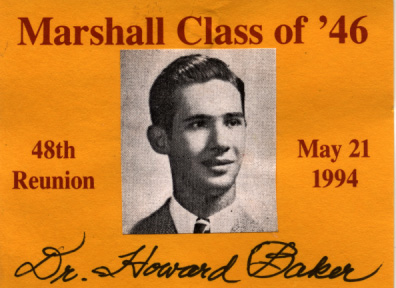 Marshall Class of '46
48th
Reunion
May 21
1994
Dr. Howard Baker